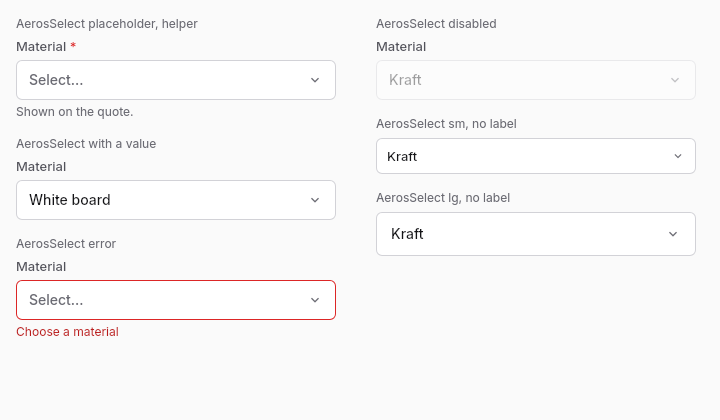 AerosSelect placeholder, helper
Material *
Select...
Shown on the quote.
AerosSelect with a value
Material
White board
AerosSelect error
Material
Select...
Choose a material
AerosSelect disabled
Material
Kraft
AerosSelect sm, no label
Kraft
AerosSelect lg, no label
Kraft